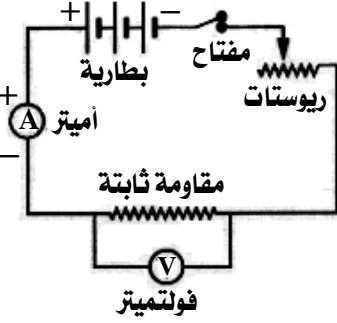 + −
بطارية
مفتاح
ريوستات
+
A أميتر
−
مقاومة ثابتة
V
فولتميتر